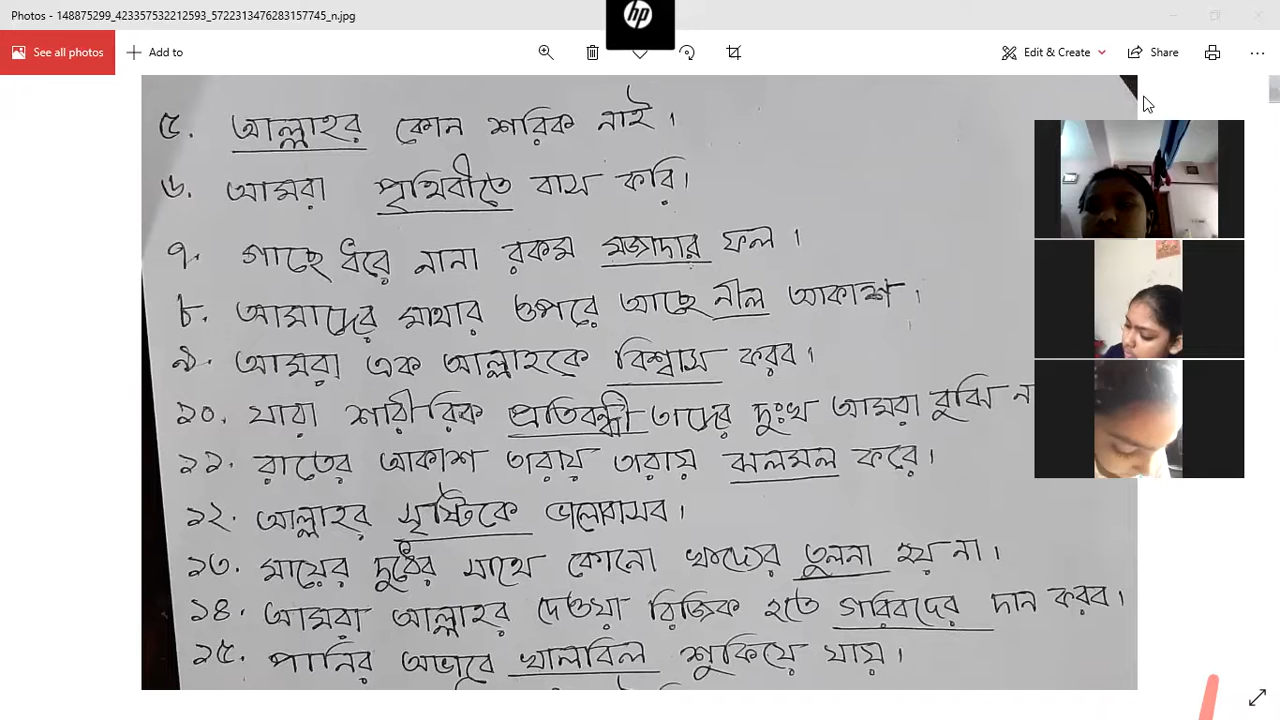 Photos - 148875299_423357532212593_5722313476283157745_n.jpg
hp
See all photos
Add to
Edit & Create
Share
৫. আল্লাহর কোন শরিক নাই।
৬. আমরা পৃথিবীতে বাস করি।
৭. গাছে ধরে নানা রকম মজাদার ফল।
৮. আমাদের মাথার ওপরে আছে নীল আকাশ।
৯. আমরা এক আল্লাহকে বিশ্বাস করব।
১০. যারা শারীরিক প্রতিবন্ধী তাদের দুঃখ আমরা বুঝি না
১১. রাতের আকাশ তারায় তারায় ঝলমল করে।
১২. আল্লাহর সৃষ্টিকে ভালোবাসব।
১৩. মায়ের দুধের সাথে কোনো খাদ্যের তুলনা হয় না।
১৪. আমরা আল্লাহর দেওয়া রিজিক হতে গরিবদের দান করব।
১৫. পানির অভাবে খালবিল শুকিয়ে যায়।